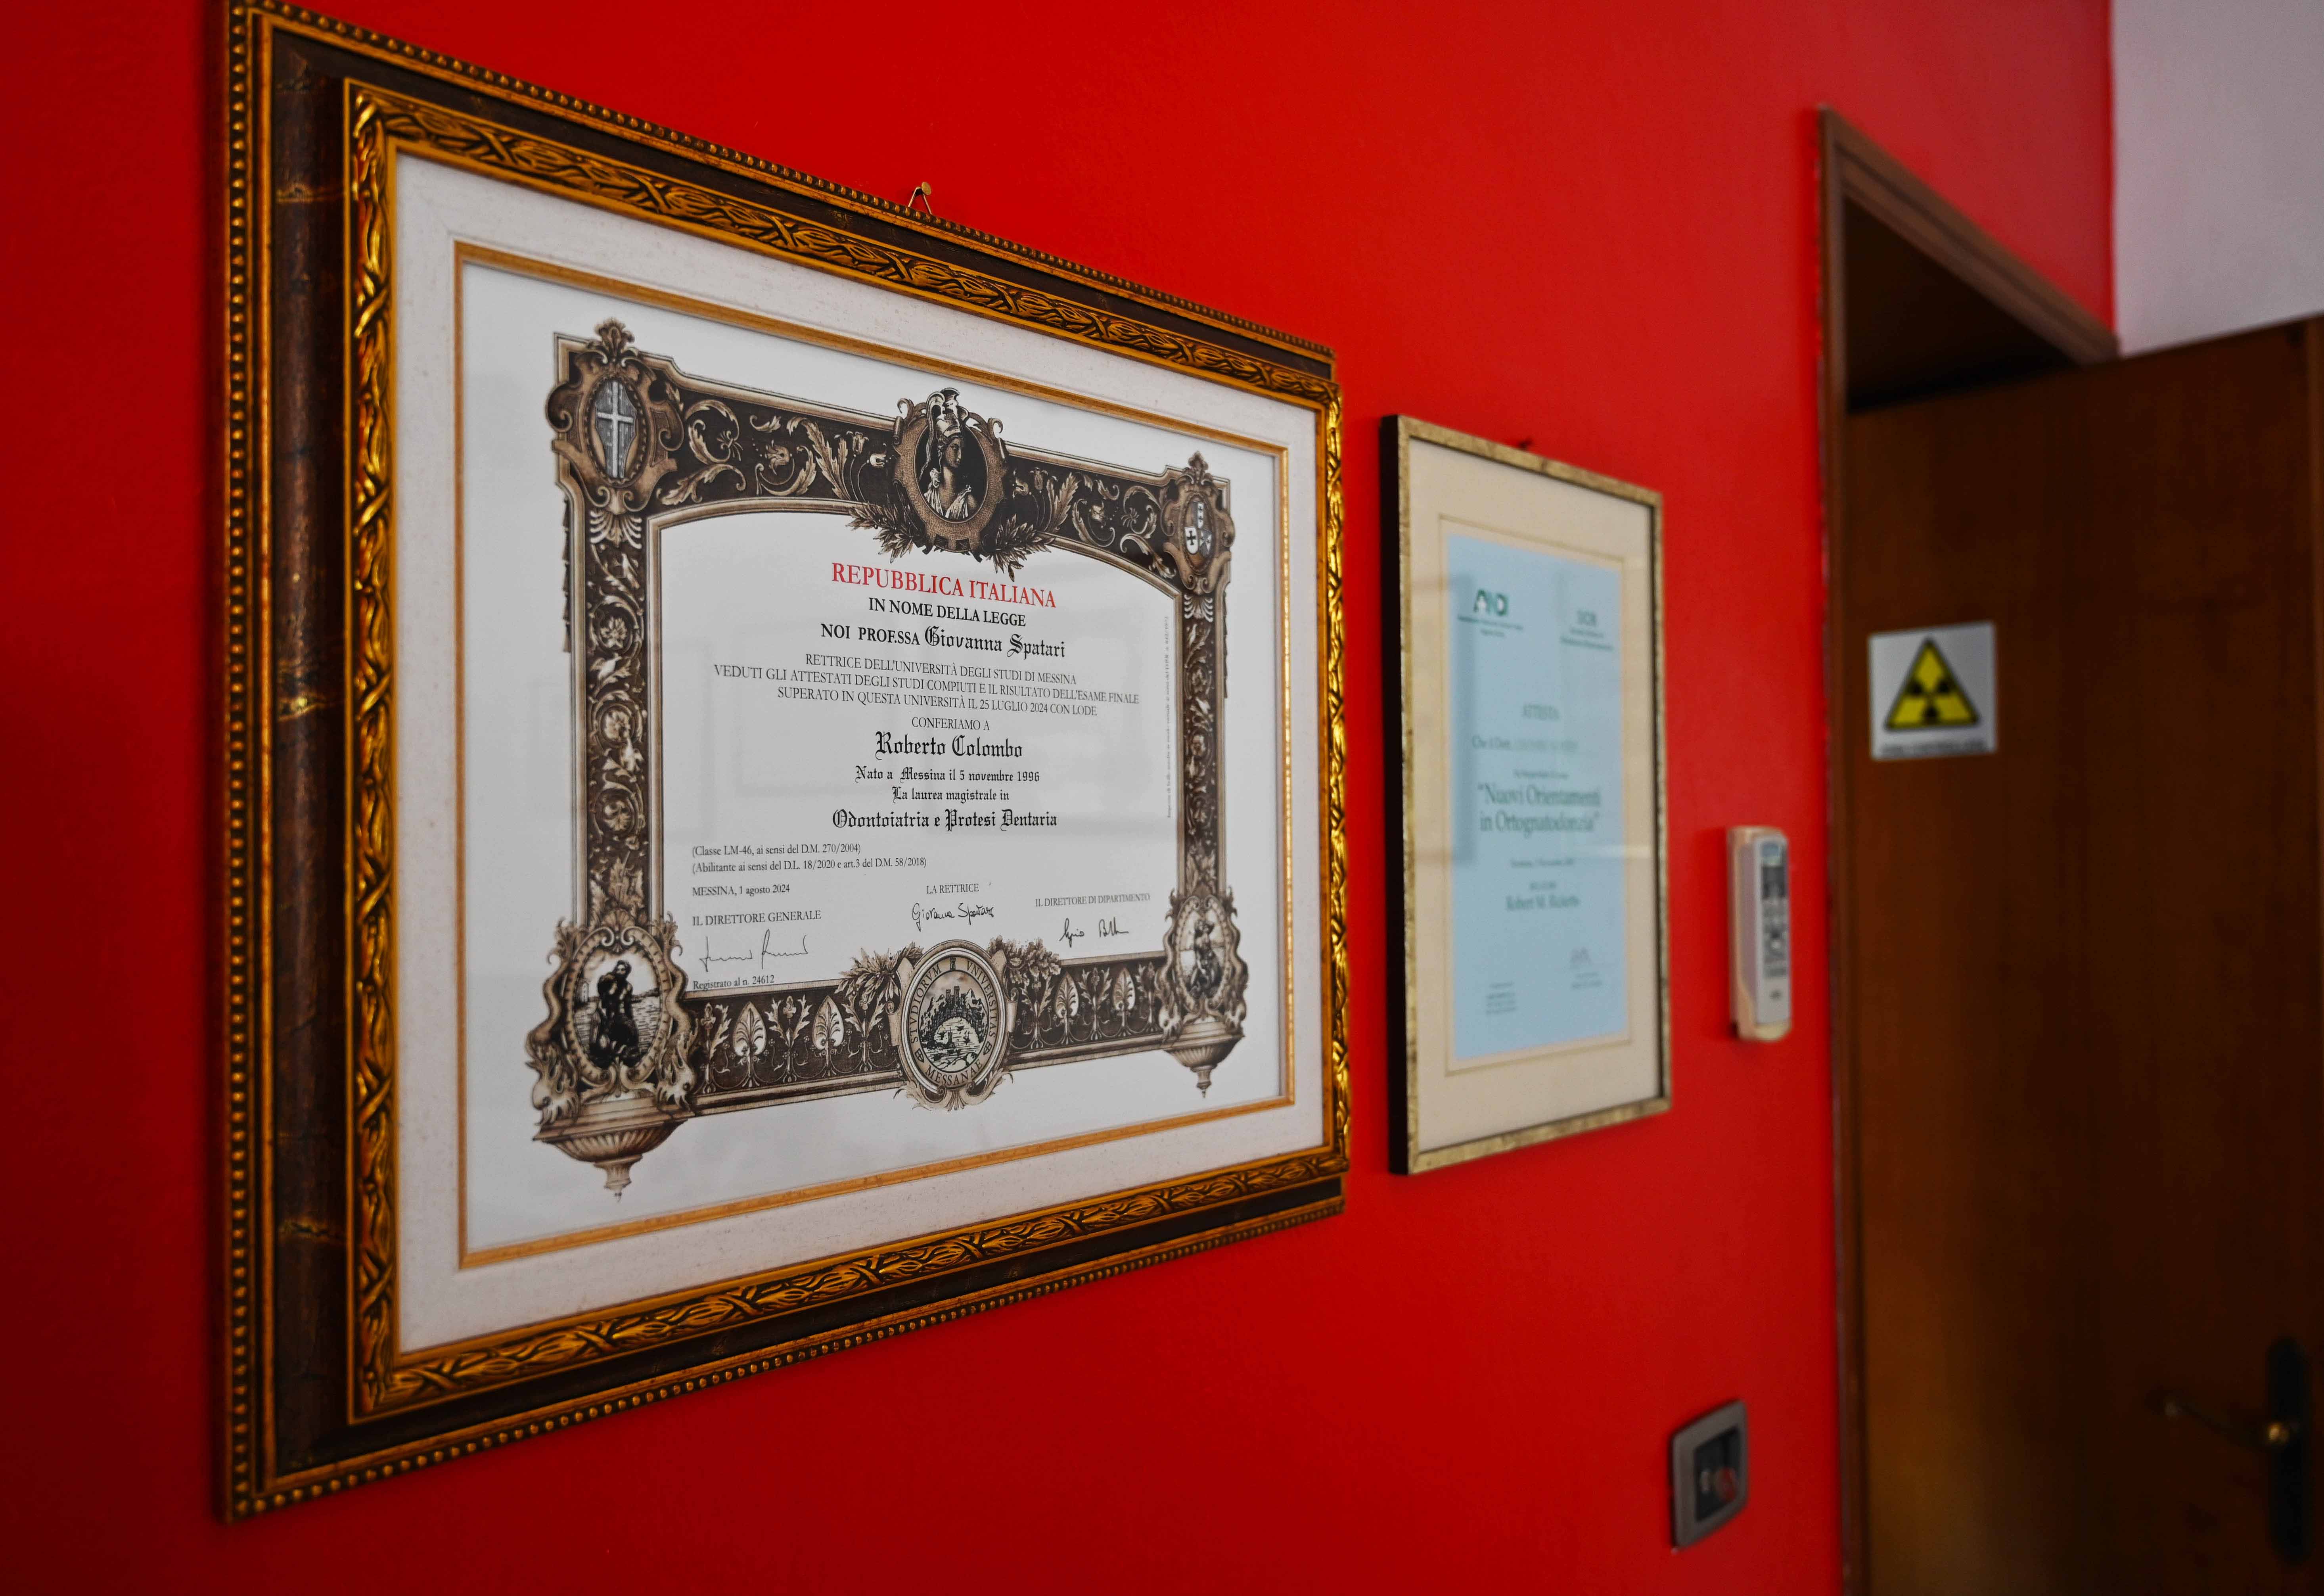 REPUBBLICA ITALIANA
IN NOME DELLA LEGGE
NOI PROF.SSA Giovanna Spatari
RETTRICE DELL'UNIVERSITÀ DEGLI STUDI DI MESSINA
VEDUTI GLI ATTESTATI DEGLI STUDI COMPIUTI E IL RISULTATO DELL'ESAME FINALE
SUPERATO IN QUESTA UNIVERSITÀ IL 25 LUGLIO 2024 CON LODE
CONFERIAMO A
Roberto Colombo
Nato a Messina il 5 novembre 1996
La laurea magistrale in
Odontoiatria e Protesi Dentaria
(Classe LM-46, ai sensi del D.M. 270/2004)
(Abilitante ai sensi del D.L. 18/2020 e art.3 del D.M. 58/2018)
MESSINA, 1 agosto 2024
LA RETTRICE
IL DIRETTORE GENERALE
IL DIRETTORE DI DIPARTIMENTO
Giovanna Spatari
Registrato al n. 24612
STVDIORVM VNIVERSITAS
MESSANAE
ANDI
ATTESTA
Che il Dott.
"Nuovi Orientamenti
in Ortognatodonzia"
Robert M. Ricketts